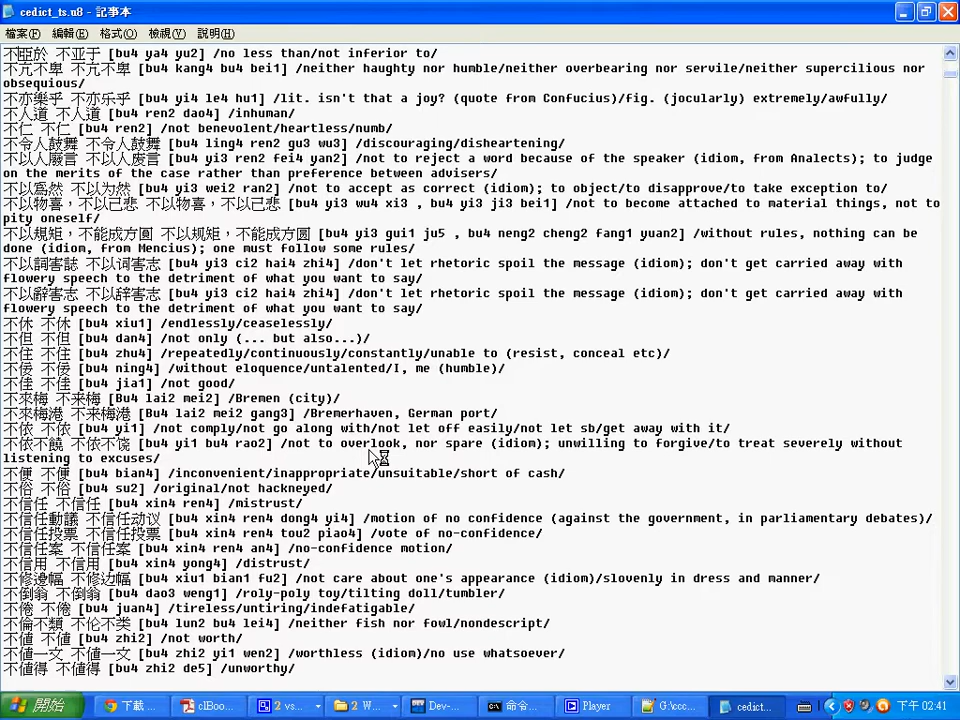 cedict_ts.u8 - 記事本
檔案(F) 編輯(E) 格式(O) 檢視(V) 說明(H)
不亞於 不亚于 [bu4 ya4 yu2] /no less than/not inferior to/
不亢不卑 不亢不卑 [bu4 kang4 bu4 bei1] /neither haughty nor humble/neither overbearing nor servile/neither supercilious nor
obsequious/
不亦樂乎 不亦乐乎 [bu4 yi4 le4 hu1] /lit. isn't that a joy? (quote from Confucius)/fig. (jocularly) extremely/awfully/
不人道 不人道 [bu4 ren2 dao4] /inhuman/
不仁 不仁 [bu4 ren2] /not benevolent/heartless/numb/
不令人鼓舞 不令人鼓舞 [bu4 ling4 ren2 gu3 wu3] /discouraging/disheartening/
不以人廢言 不以人废言 [bu4 yi3 ren2 fei4 yan2] /not to reject a word because of the speaker (idiom, from Analects); to judge
on the merits of the case rather than preference between advisers/
不以為然 不以为然 [bu4 yi3 wei2 ran2] /not to accept as correct (idiom); to object/to disapprove/to take exception to/
不以物喜，不以己悲 不以物喜，不以己悲 [bu4 yi3 wu4 xi3 , bu4 yi3 ji3 bei1] /not to become attached to material things, not to
pity oneself/
不以規矩，不能成方圓 不以规矩，不能成方圆 [bu4 yi3 gui1 ju5 , bu4 neng2 cheng2 fang1 yuan2] /without rules, nothing can be
done (idiom, from Mencius); one must follow some rules/
不以詞害誌 不以词害志 [bu4 yi3 ci2 hai4 zhi4] /don't let rhetoric spoil the message (idiom); don't get carried away with
flowery speech to the detriment of what you want to say/
不以辭害志 不以辞害志 [bu4 yi3 ci2 hai4 zhi4] /don't let rhetoric spoil the message (idiom); don't get carried away with
flowery speech to the detriment of what you want to say/
不休 不休 [bu4 xiu1] /endlessly/ceaselessly/
不但 不但 [bu4 dan4] /not only (... but also...)/
不住 不住 [bu4 zhu4] /repeatedly/continuously/constantly/unable to (resist, conceal etc)/
不佞 不佞 [bu4 ning4] /without eloquence/untalented/I, me (humble)/
不佳 不佳 [bu4 jia1] /not good/
不來梅 不来梅 [Bu4 lai2 mei2] /Bremen (city)/
不來梅港 不来梅港 [Bu4 lai2 mei2 gang3] /Bremerhaven, German port/
不依 不依 [bu4 yi1] /not comply/not go along with/not let off easily/not let sb/get away with it/
不依不饒 不依不饶 [bu4 yi1 bu4 rao2] /not to overlook, nor spare (idiom); unwilling to forgive/to treat severely without
listening to excuses/
不便 不便 [bu4 bian4] /inconvenient/inappropriate/unsuitable/short of cash/
不俗 不俗 [bu4 su2] /original/not hackneyed/
不信任 不信任 [bu4 xin4 ren4] /mistrust/
不信任動議 不信任动议 [bu4 xin4 ren4 dong4 yi4] /motion of no confidence (against the government, in parliamentary debates)/
不信任投票 不信任投票 [bu4 xin4 ren4 tou2 piao4] /vote of no-confidence/
不信任案 不信任案 [bu4 xin4 ren4 an4] /no-confidence motion/
不信用 不信用 [bu4 xin4 yong4] /distrust/
不修邊幅 不修边幅 [bu4 xiu1 bian1 fu2] /not care about one's appearance (idiom)/slovenly in dress and manner/
不倒翁 不倒翁 [bu4 dao3 weng1] /roly-poly toy/tilting doll/tumbler/
不倦 不倦 [bu4 juan4] /tireless/untiring/indefatigable/
不倫不類 不伦不类 [bu4 lun2 bu4 lei4] /neither fish nor fowl/nondescript/
不值 不值 [bu4 zhi2] /not worth/
不值一文 不值一文 [bu4 zhi2 yi1 wen2] /worthless (idiom)/no use whatsoever/
不值得 不值得 [bu4 zhi2 de5] /unworthy/
開始 下載 ... clBoo... 2 vs... 2 W... Dev-... 命令... Player G:\ccc... cedict... 下午 02:41